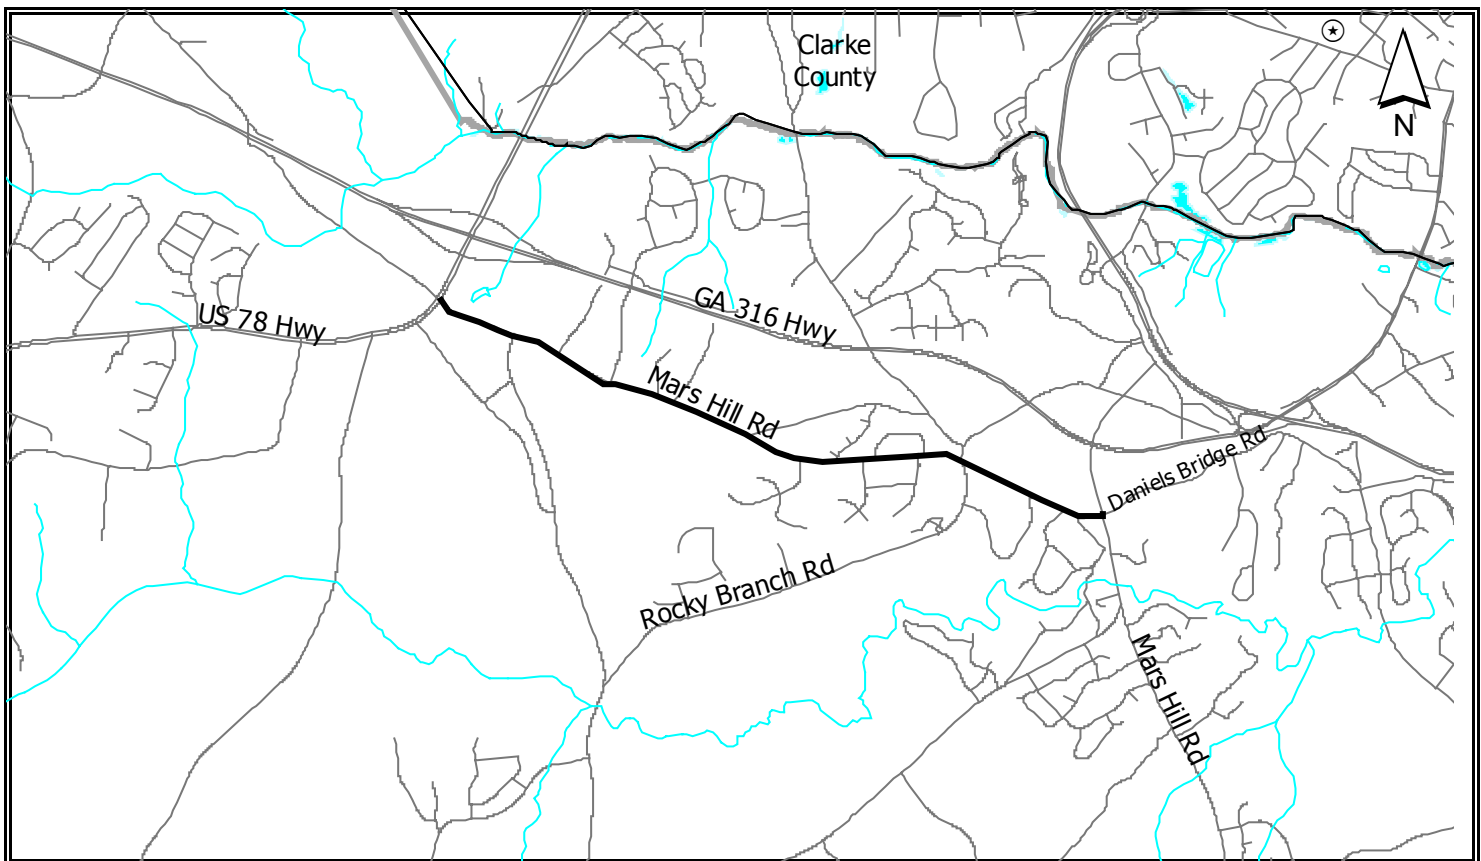 Clarke
County
N
US 78 Hwy
GA 316 Hwy
Mars Hill Rd
Daniels Bridge Rd
Rocky Branch Rd
Mars Hill Rd